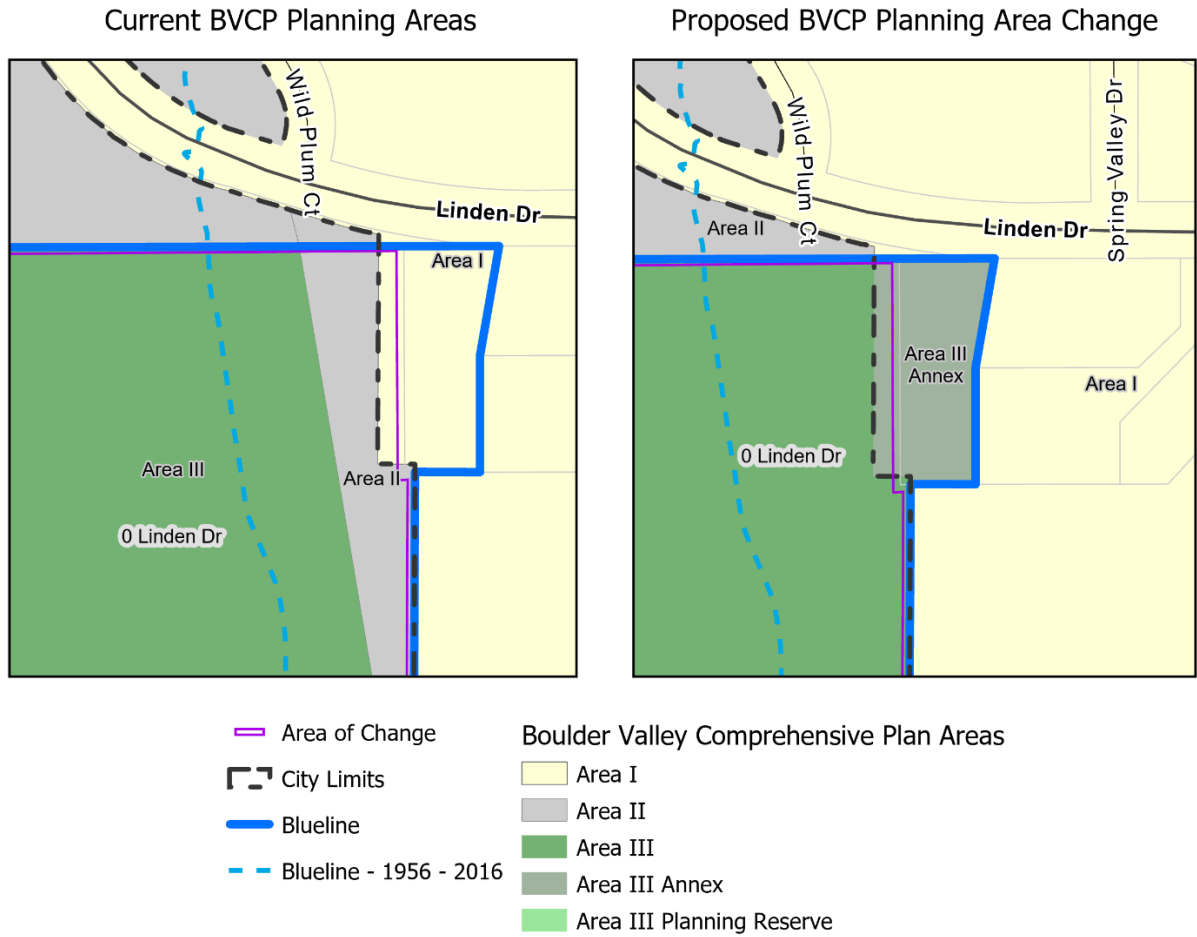 Current BVCP Planning Areas
Wild Plum Ct
Linden Dr
Area I
Area III
Area II
0 Linden Dr
Proposed BVCP Planning Area Change
Wild Plum Ct
Spring Valley Dr
Area II
Linden Dr
Area III
Annex
Area I
0 Linden Dr
Area of Change
City Limits
Blueline
Blueline - 1956 - 2016
Boulder Valley Comprehensive Plan Areas
Area I
Area II
Area III
Area III Annex
Area III Planning Reserve